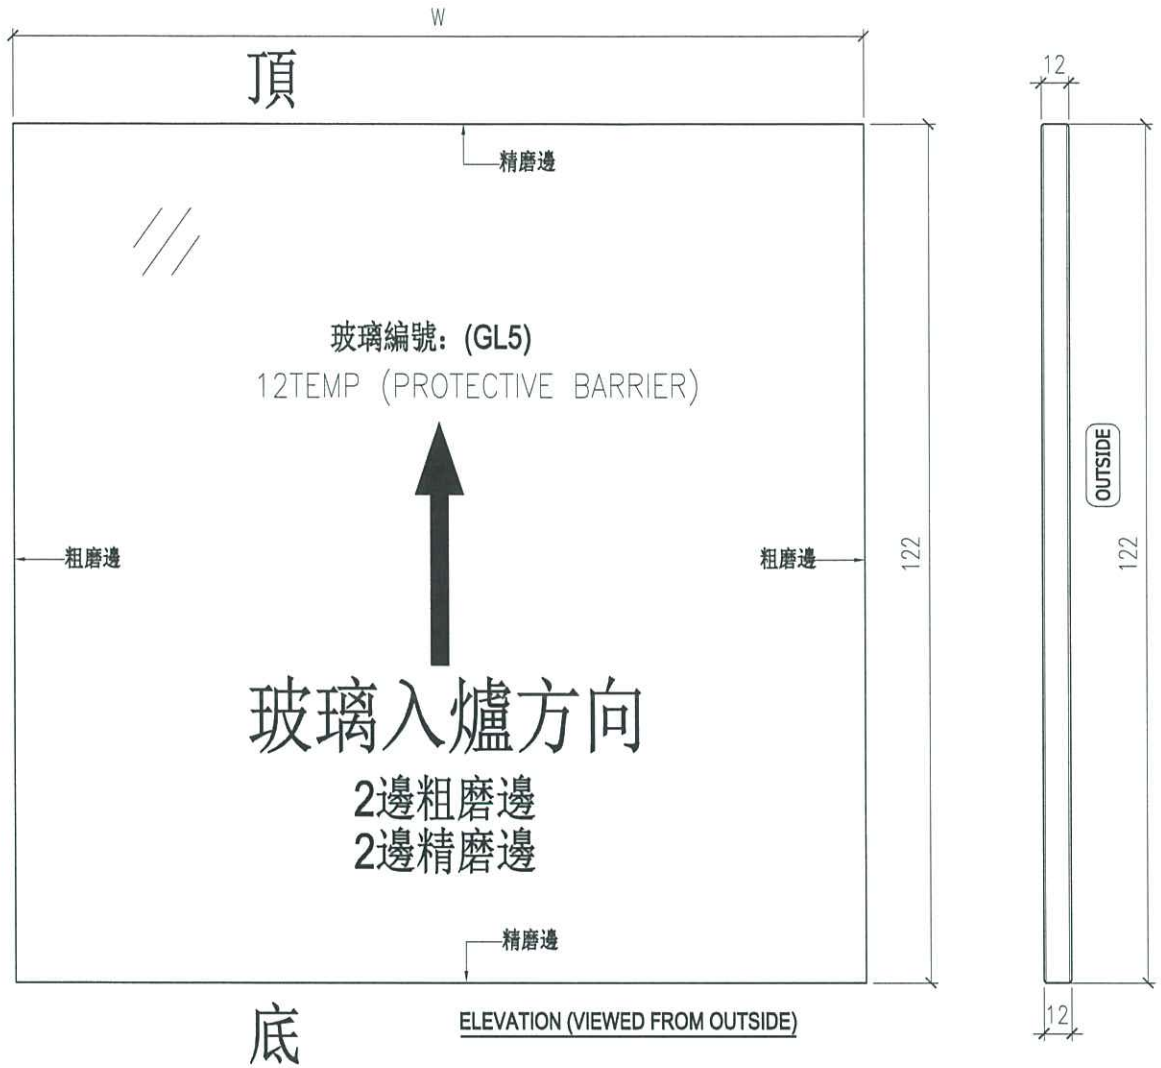 W
頂
12
精磨邊
玻璃編號：(GL5)
12TEMP (PROTECTIVE BARRIER)
OUTSIDE
粗磨邊
粗磨邊
122
122
玻璃入爐方向
2邊粗磨邊
2邊精磨邊
精磨邊
底
ELEVATION (VIEWED FROM OUTSIDE)
12